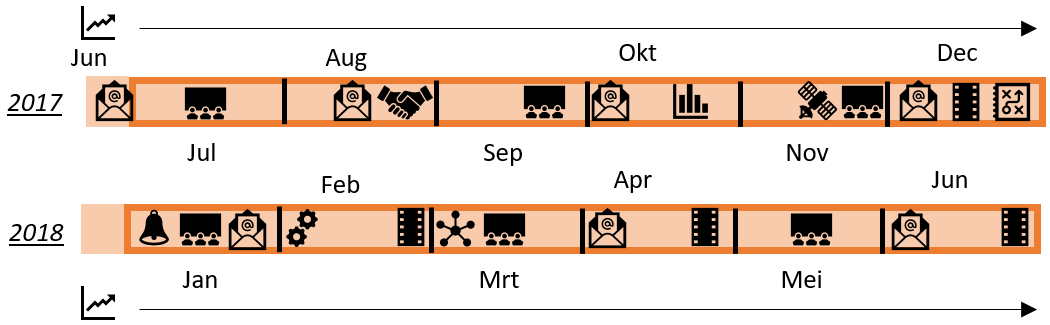 Jun Aug Okt Dec
2017
Jul Sep Nov
Feb Apr Jun
2018
Jan Mrt Mei